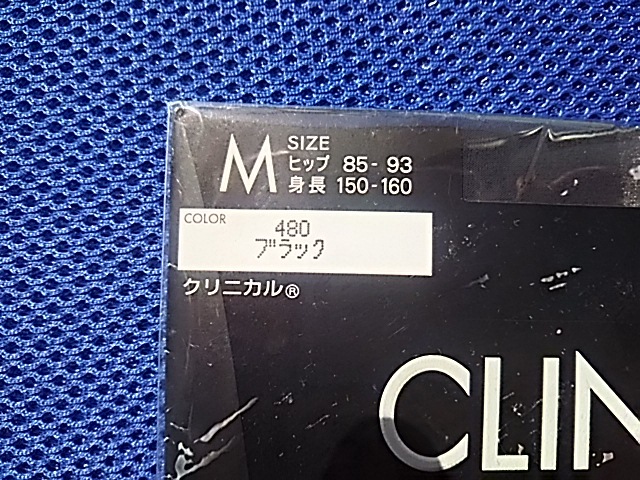 M SIZE
ヒップ 85-93
身長 150-160
COLOR
480
ブラック
クリニカル®
CLIN